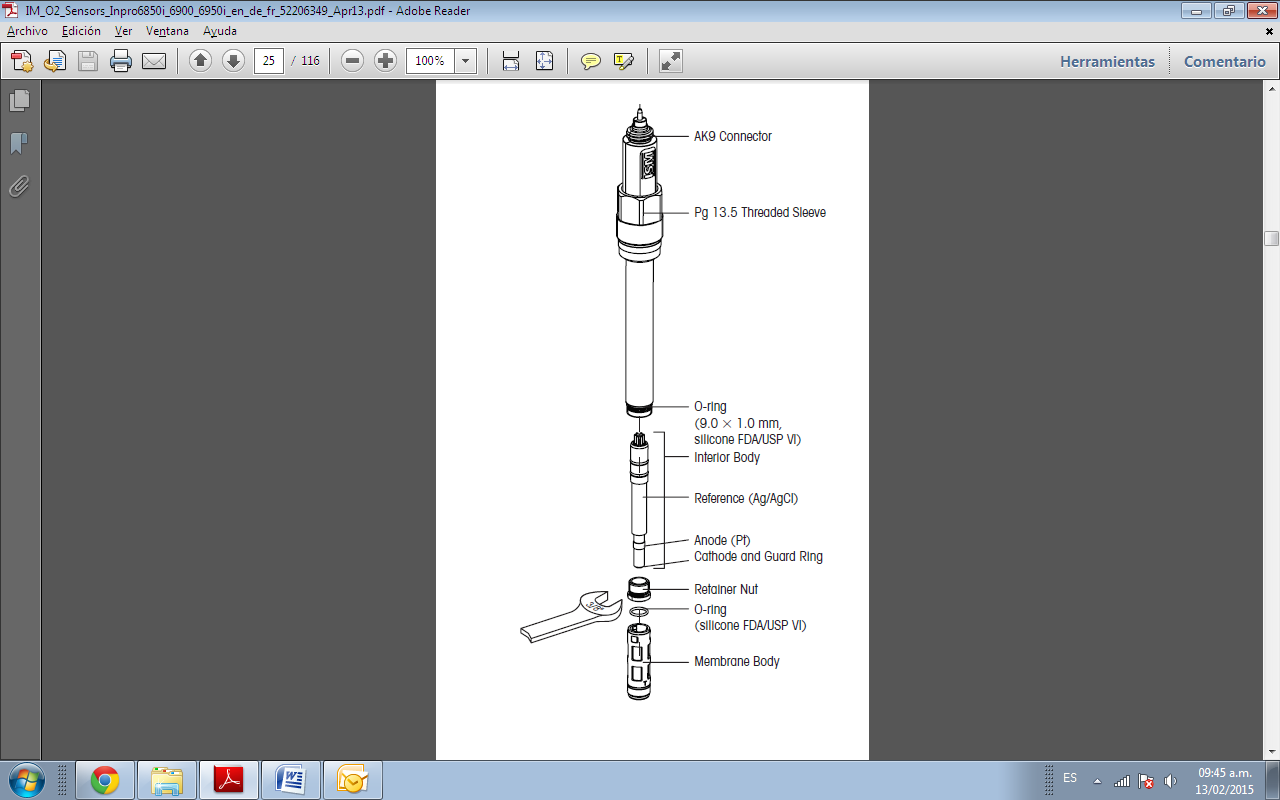 IM_O2_Sensors_Inpro6850i_6900_6950i_en_de_fr_52206349_Apr13.pdf - Adobe Reader
Archivo Edición Ver Ventana Ayuda
25 / 116 100% Herramientas Comentario
AK9 Connector
ISM
Pg 13.5 Threaded Sleeve
O-ring
(9.0 × 1.0 mm,
silicone FDA/USP VI)
Interior Body
Reference (Ag/AgCl)
Anode (Pt)
Cathode and Guard Ring
Retainer Nut
3/8"
O-ring
(silicone FDA/USP VI)
Membrane Body
ES 09:45 a.m.
13/02/2015